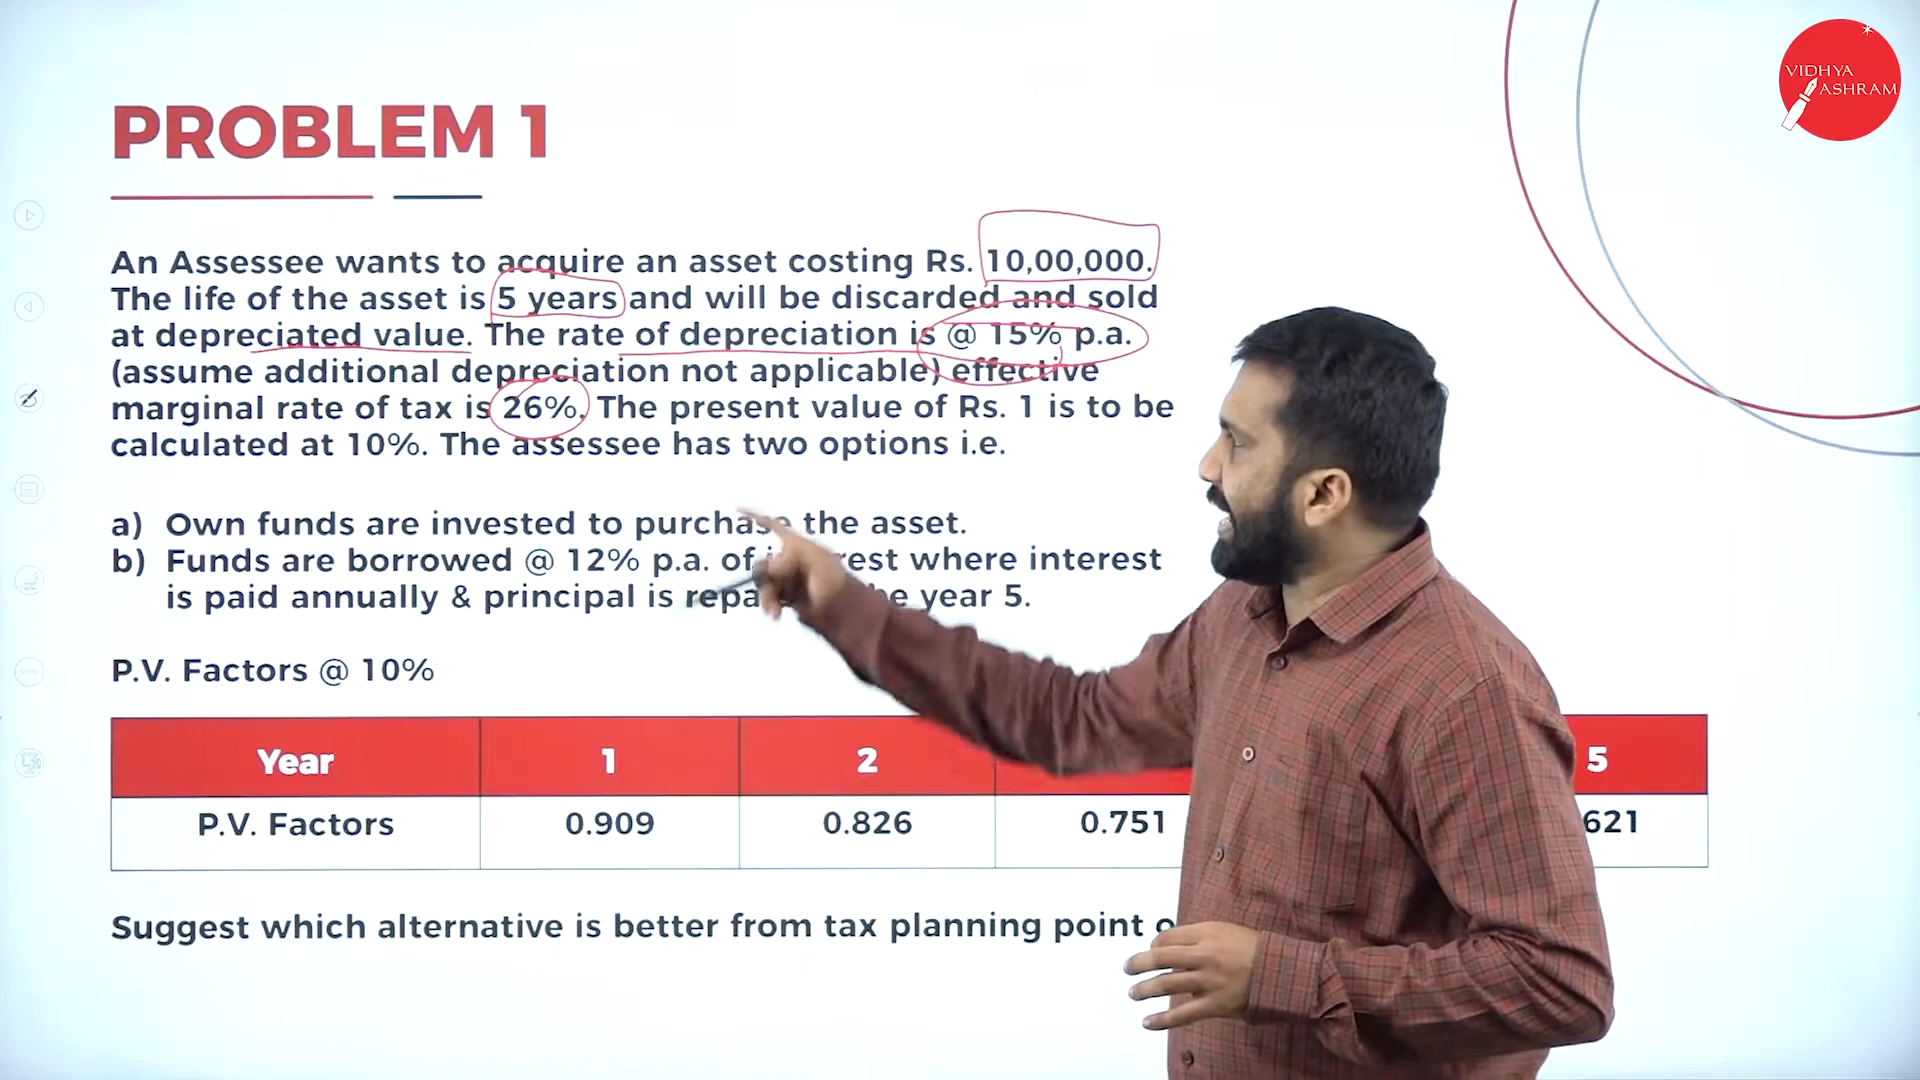 VIDHYA
ASHRAM
PROBLEM 1
An Assessee wants to acquire an asset costing Rs. 10,00,000.
The life of the asset is 5 years and will be discarded and sold
at depreciated value. The rate of depreciation is @ 15% p.a.
(assume additional depreciation not applicable) effective
marginal rate of tax is 26%. The present value of Rs. 1 is to be
calculated at 10%. The assessee has two options i.e.
a) Own funds are invested to purchase the asset.
b) Funds are borrowed @ 12% p.a. of interest where interest
is paid annually & principal is year 5.
P.V. Factors @ 10%
Year 1 2 5
P.V. Factors 0.909 0.826 0.751 621
Suggest which alternative is better from tax planning point